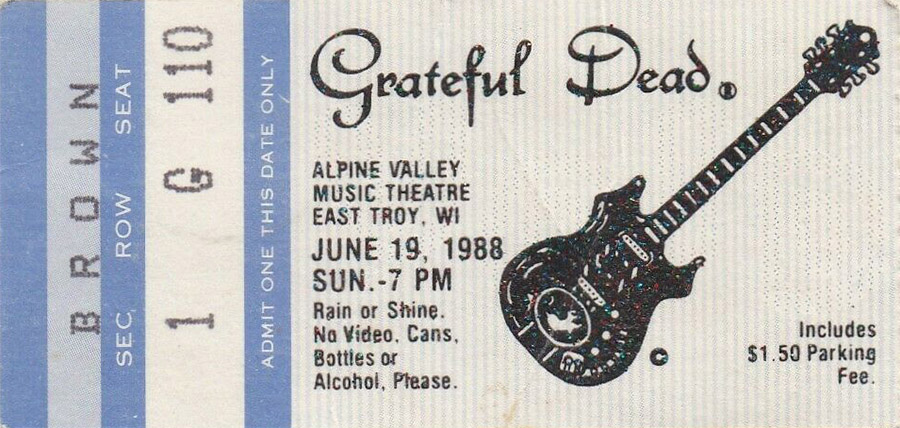 BROWN
SEC. ROW SEAT
1 G 110
ADMIT ONE THIS DATE ONLY
Grateful Dead ®
ALPINE VALLEY
MUSIC THEATRE
EAST TROY, WI
JUNE 19, 1988
SUN.-7 PM
Rain or Shine.
No Video, Cans,
Bottles or
Alcohol, Please.
©
Includes
$1.50 Parking
Fee.